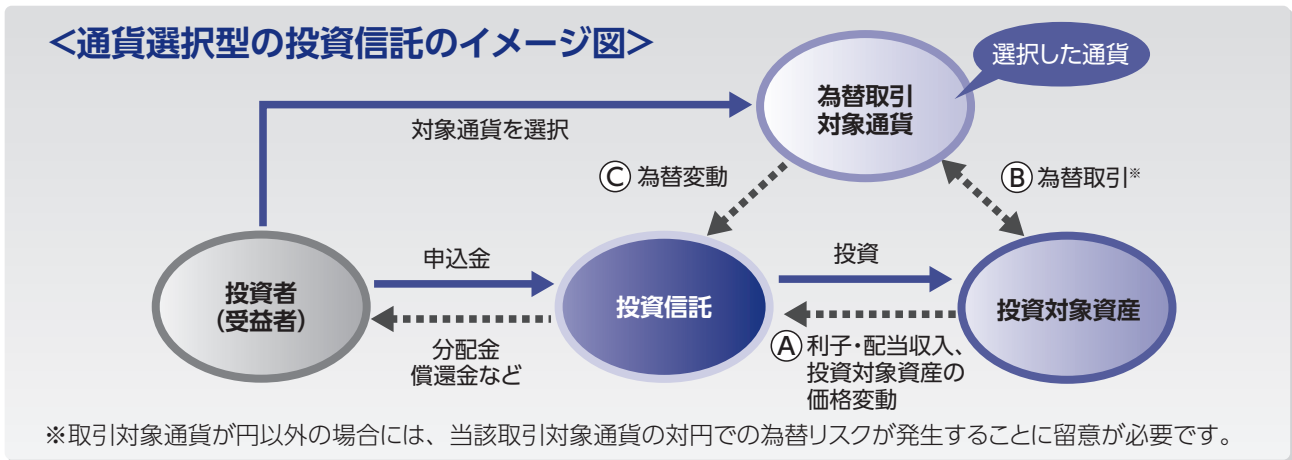 <通貨選択型の投資信託のイメージ図>
選択した通貨
為替取引
対象通貨
対象通貨を選択
Ⓒ 為替変動
Ⓑ 為替取引※
申込金
投資
投資者
(受益者)
投資信託
投資対象資産
分配金
償還金など
Ⓐ 利子・配当収入、
投資対象資産の
価格変動
※取引対象通貨が円以外の場合には、当該取引対象通貨の対円での為替リスクが発生することに留意が必要です。